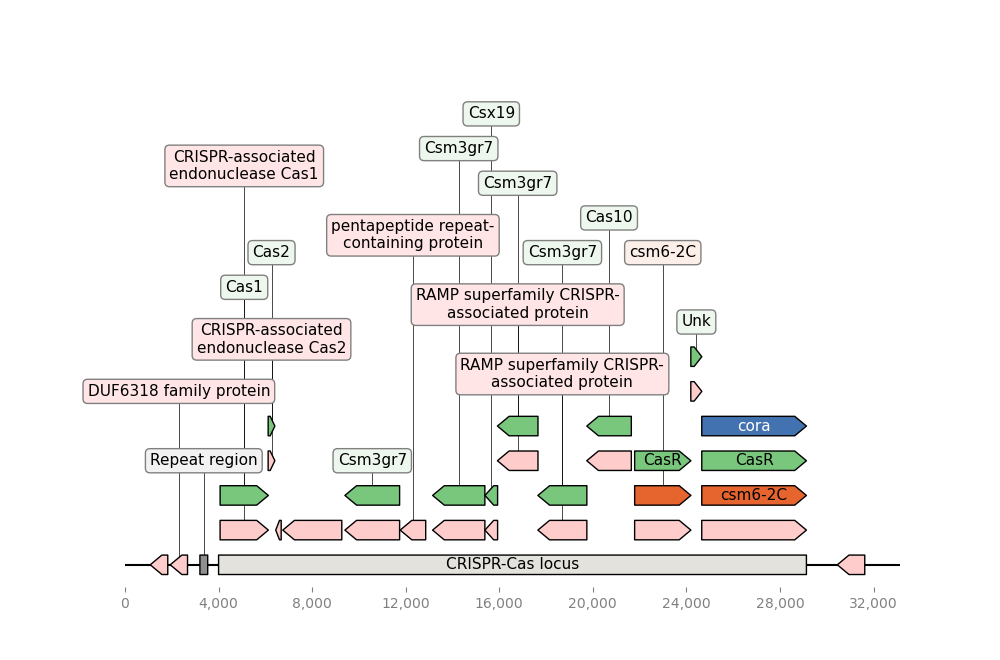 Csx19
Csm3gr7
CRISPR-associated
endonuclease Cas1
Csm3gr7
Cas10
pentapeptide repeat-
containing protein
Cas2
Csm3gr7
csm6-2C
Cas1
RAMP superfamily CRISPR-
associated protein
Unk
CRISPR-associated
endonuclease Cas2
RAMP superfamily CRISPR-
associated protein
DUF6318 family protein
cora
Repeat region
Csm3gr7
CasR
CasR
csm6-2C
CRISPR-Cas locus
0
4,000
8,000
12,000
16,000
20,000
24,000
28,000
32,000